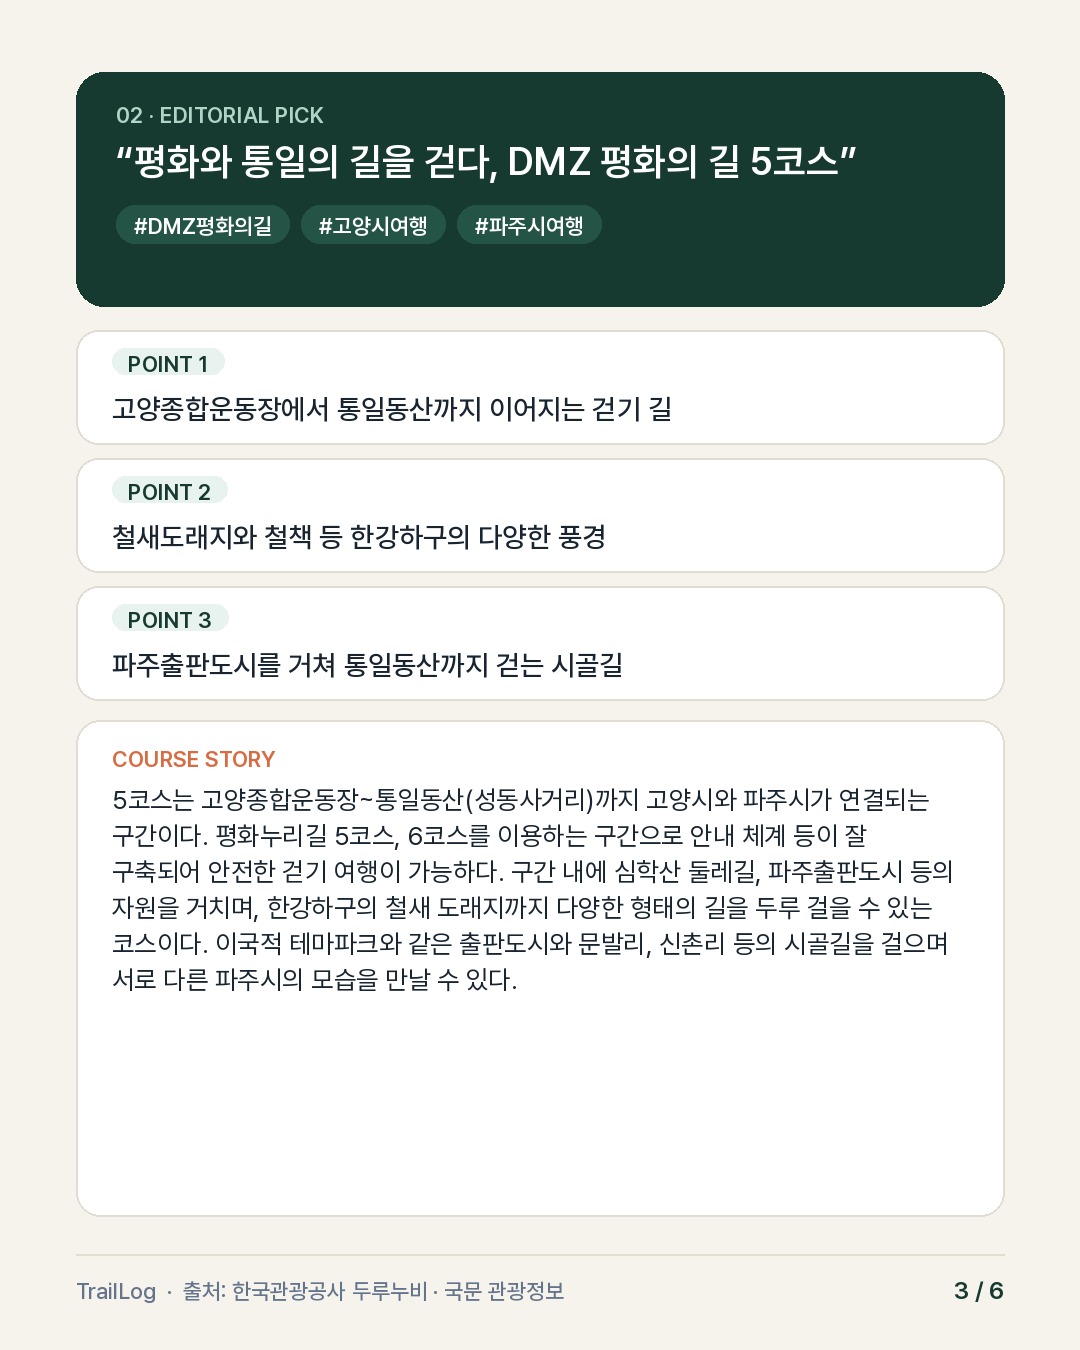 02 · EDITORIAL PICK
“평화와 통일의 길을 걷다, DMZ 평화의 길 5코스”
#DMZ평화의길 #고양시여행 #파주시여행
POINT 1
고양종합운동장에서 통일동산까지 이어지는 걷기 길
POINT 2
철새도래지와 철책 등 한강하구의 다양한 풍경
POINT 3
파주출판도시를 거쳐 통일동산까지 걷는 시골길
COURSE STORY
5코스는 고양종합운동장~통일동산(성동사거리)까지 고양시와 파주시가 연결되는
구간이다. 평화누리길 5코스, 6코스를 이용하는 구간으로 안내 체계 등이 잘
구축되어 안전한 걷기 여행이 가능하다. 구간 내에 심학산 둘레길, 파주출판도시 등의
자원을 거치며, 한강하구의 철새 도래지까지 다양한 형태의 길을 두루 걸을 수 있는
코스이다. 이국적 테마파크와 같은 출판도시와 문발리, 신촌리 등의 시골길을 걸으며
서로 다른 파주시의 모습을 만날 수 있다.
TrailLog · 출처: 한국관광공사 두루누비 · 국문 관광정보
3 / 6